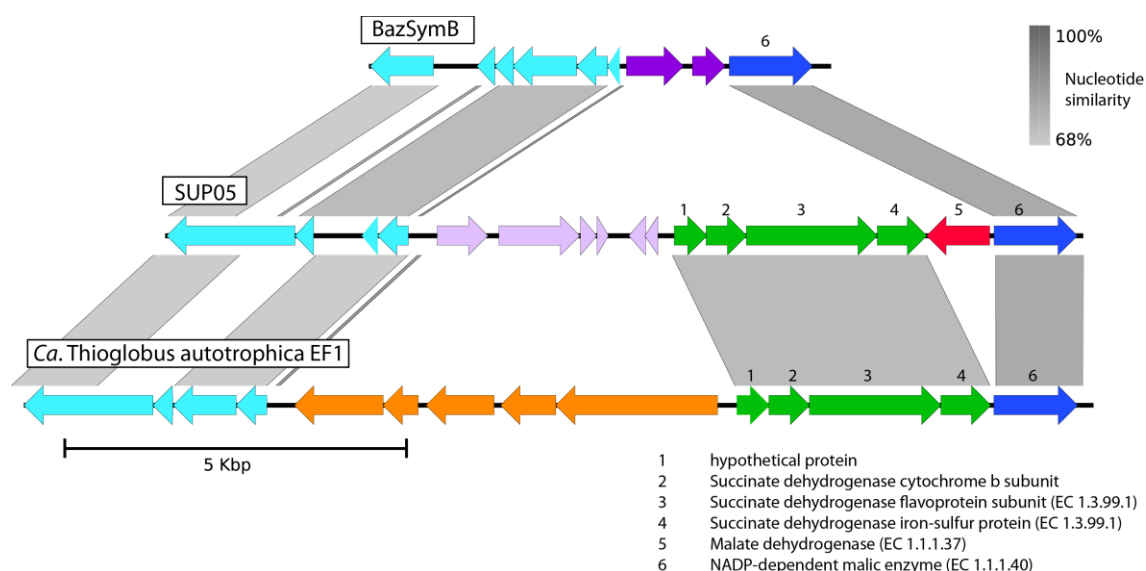 BazSymB
6
100%
Nucleotide
similarity
68%
SUP05
1 2 3 4 5 6
Ca. Thioglobus autotrophica EF1
1 2 3 4 6
5 Kbp
1 hypothetical protein
2 Succinate dehydrogenase cytochrome b subunit
3 Succinate dehydrogenase flavoprotein subunit (EC 1.3.99.1)
4 Succinate dehydrogenase iron-sulfur protein (EC 1.3.99.1)
5 Malate dehydrogenase (EC 1.1.1.37)
6 NADP-dependent malic enzyme (EC 1.1.1.40)